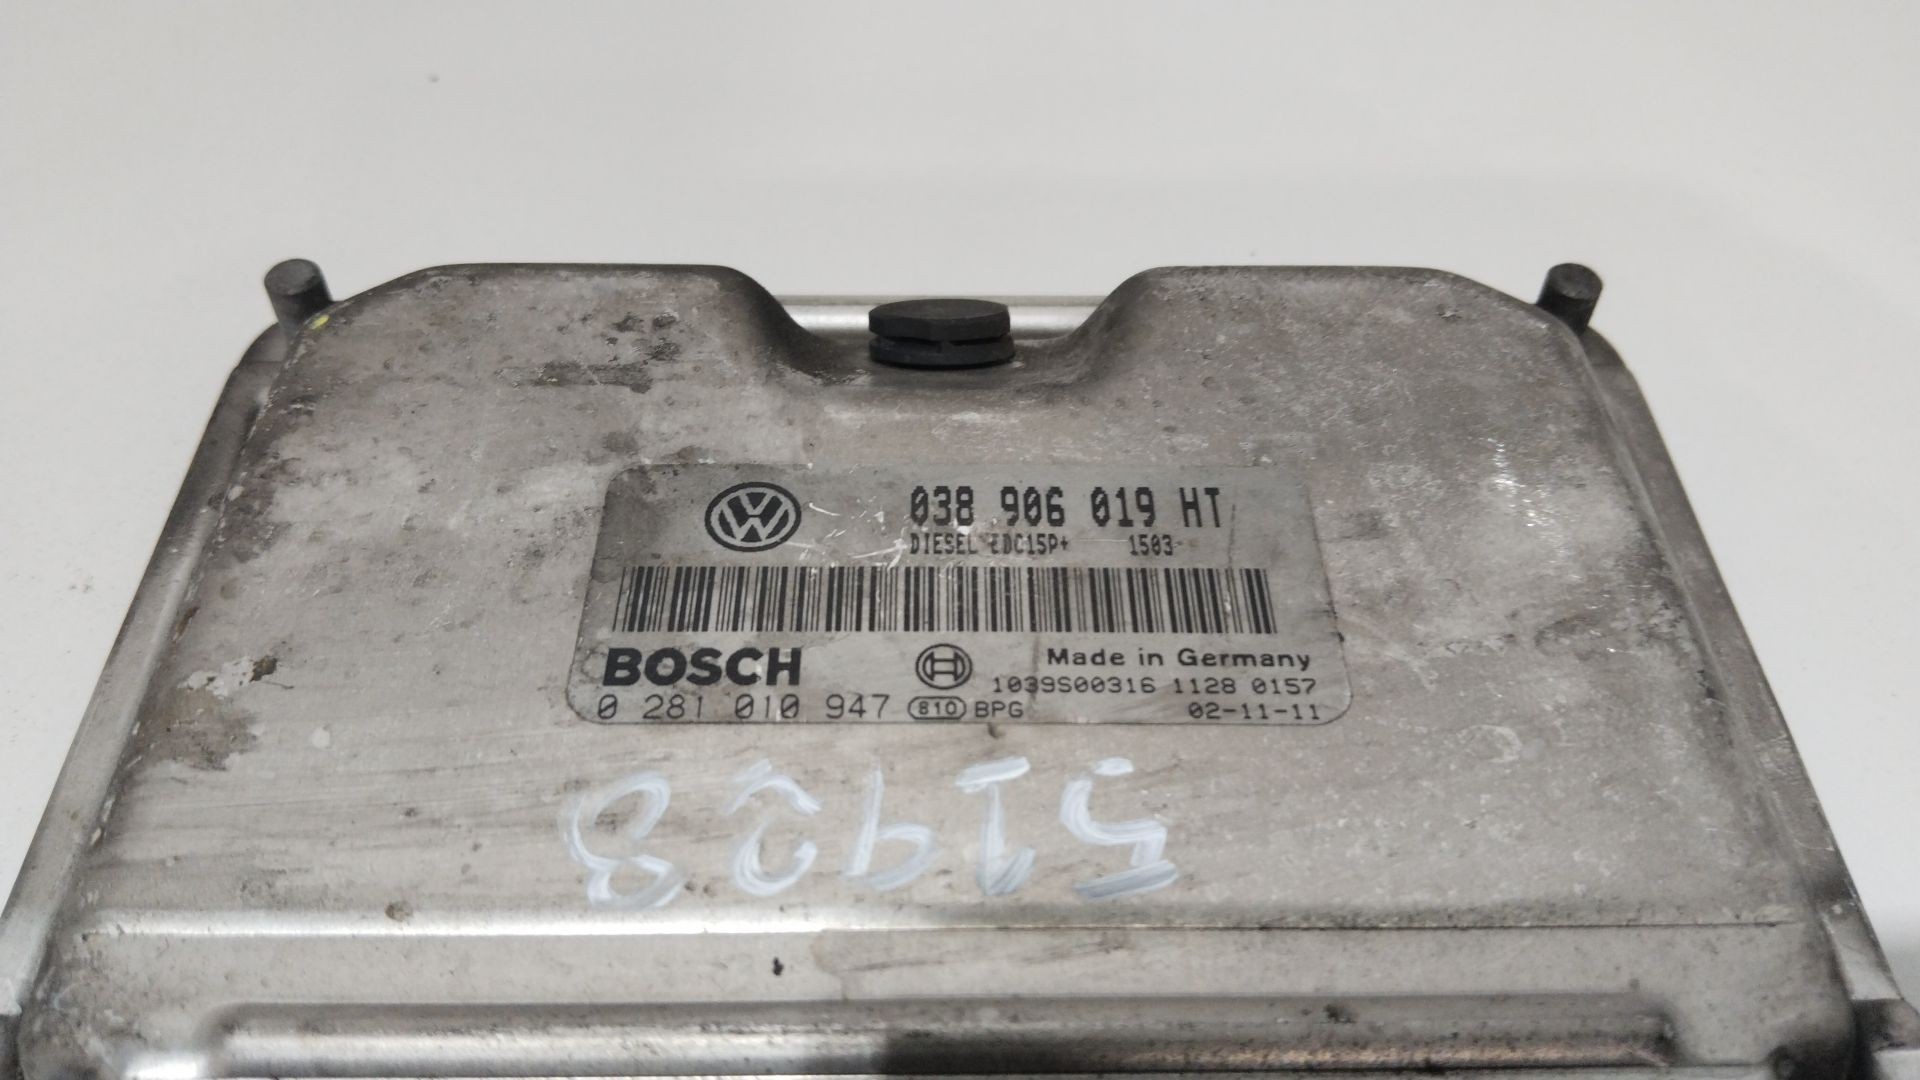 038 906 019 HT
DIESEL EDC15P+ 1503
BOSCH
Made in Germany
1039S00316 1128 0157
0 281 010 947 810 BPG 02-11-11
51928